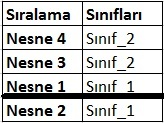 Sıralama Sınıfları
Nesne 4 Sınıf_2
Nesne 3 Sınıf_2
Nesne 1 Sınıf_1
Nesne 2 Sınıf_1